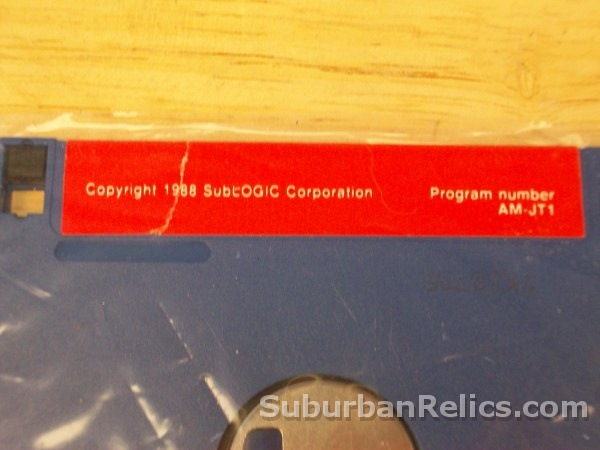 Copyright 1988 SubLOGIC Corporation
Program number
AM-JT1
SuburbanRelics.com